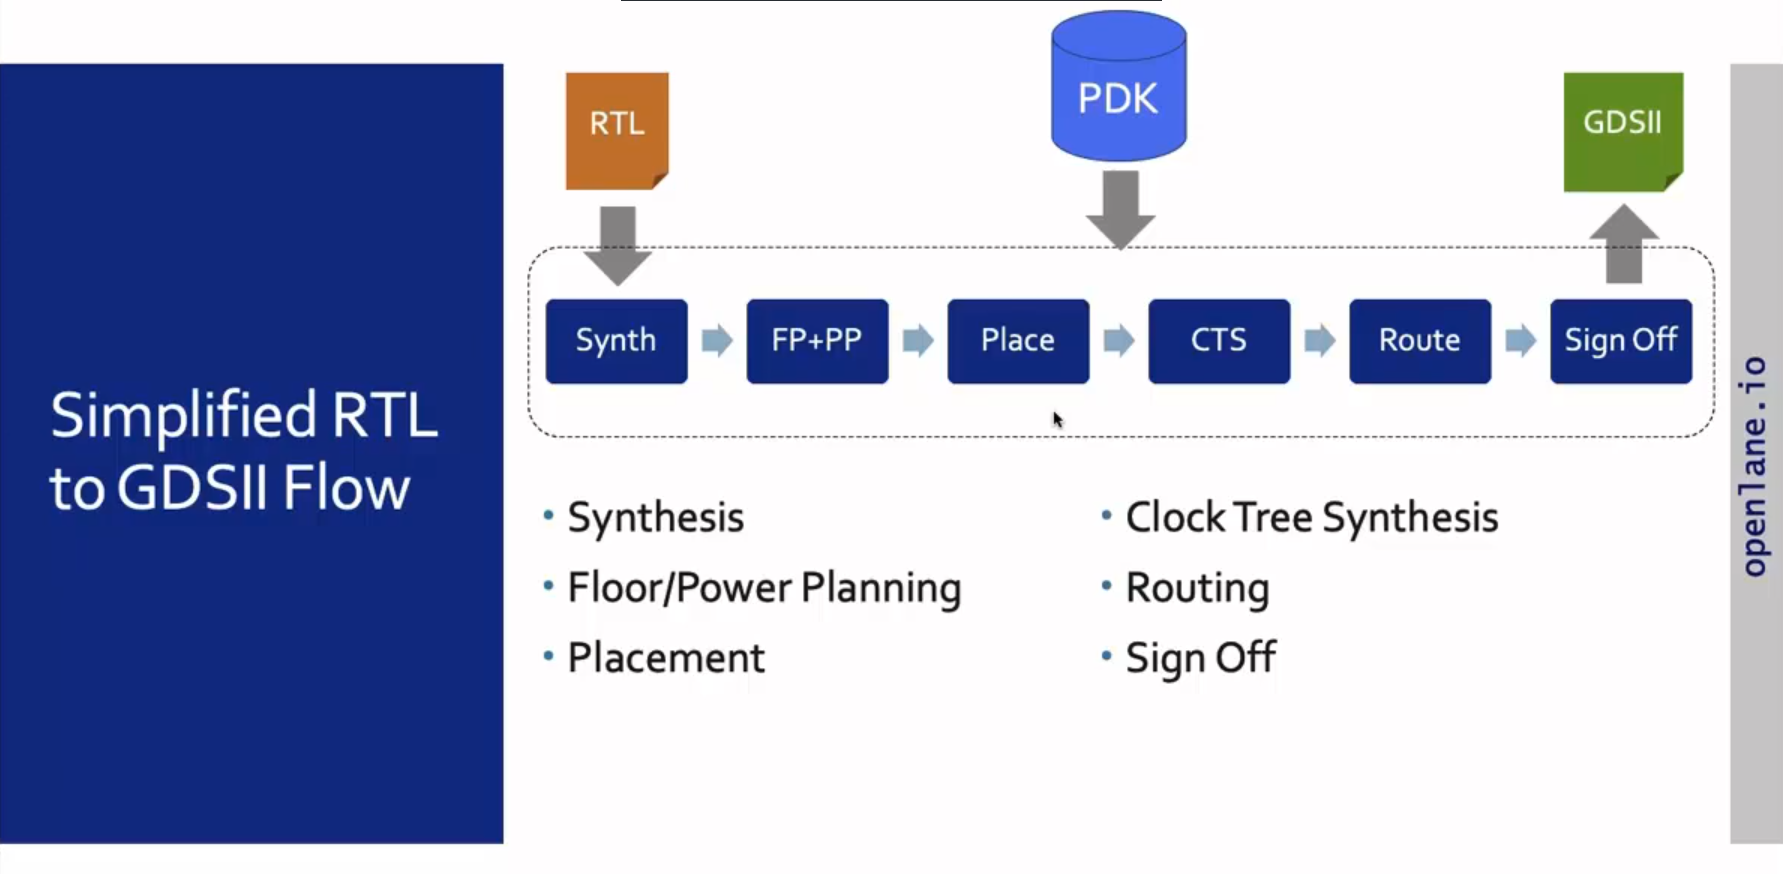 RTL
PDK
GDSII
Synth
FP+PP
Place
CTS
Route
Sign Off
Simplified RTL
to GDSII Flow
• Synthesis
• Floor/Power Planning
• Placement
• Clock Tree Synthesis
• Routing
• Sign Off
openlane.io